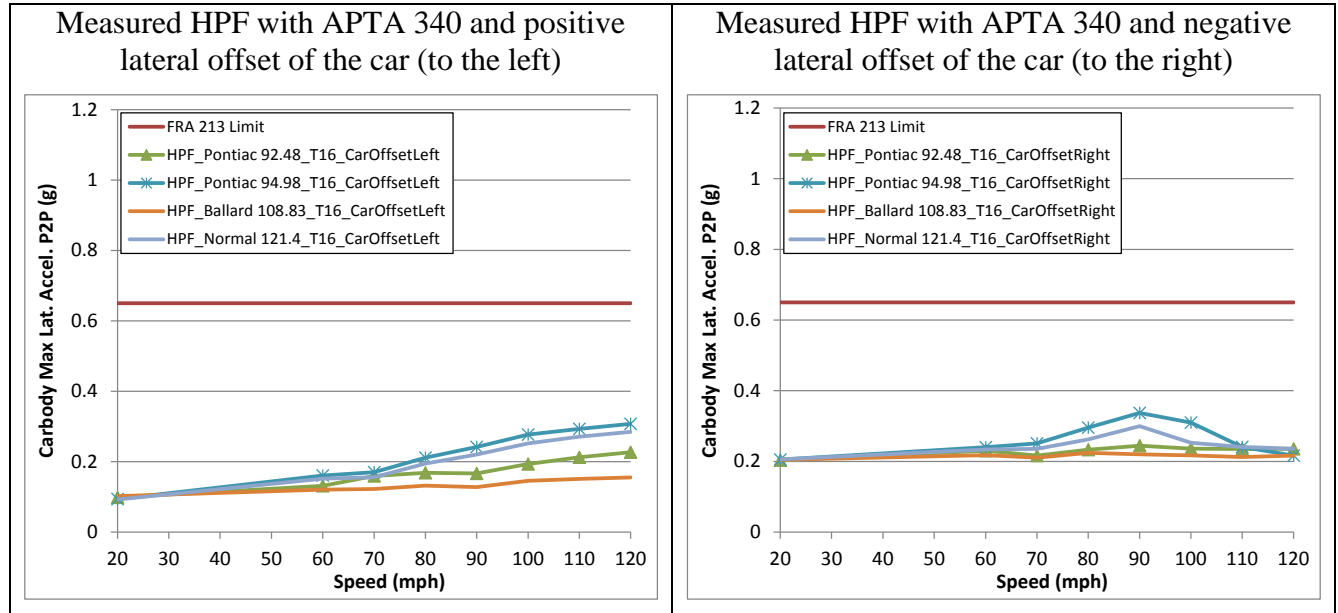 Measured HPF with APTA 340 and positive
lateral offset of the car (to the left)
1.2
1
0.8
0.6
0.4
0.2
0
Carbody Max Lat. Accel. P2P (g)
FRA 213 Limit
HPF_Pontiac 92.48_T16_CarOffsetLeft
HPF_Pontiac 94.98_T16_CarOffsetLeft
HPF_Ballard 108.83_T16_CarOffsetLeft
HPF_Normal 121.4_T16_CarOffsetLeft
20 30 40 50 60 70 80 90 100 110 120
Speed (mph)
Measured HPF with APTA 340 and negative
lateral offset of the car (to the right)
1.2
1
0.8
0.6
0.4
0.2
0
Carbody Max Lat. Accel. P2P (g)
FRA 213 Limit
HPF_Pontiac 92.48_T16_CarOffsetRight
HPF_Pontiac 94.98_T16_CarOffsetRight
HPF_Ballard 108.83_T16_CarOffsetRight
HPF_Normal 121.4_T16_CarOffsetRight
20 30 40 50 60 70 80 90 100 110 120
Speed (mph)